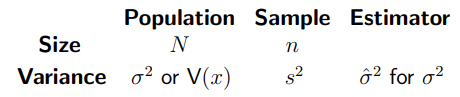 Population Sample Estimator
Size N n
Variance σ² or V(x) s² σ̂² for σ²